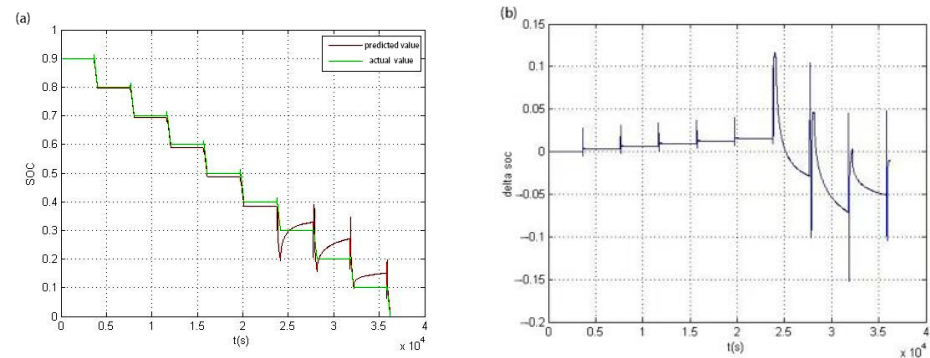 (a)
predicted value
actual value
SOC
1
0.9
0.8
0.7
0.6
0.5
0.4
0.3
0.2
0.1
0
0 0.5 1 1.5 2 2.5 3 3.5 4
t(s)
x 10^4
(b)
delta soc
0.15
0.1
0.05
0
−0.05
−0.1
−0.15
−0.2
0 0.5 1 1.5 2 2.5 3 3.5 4
t(s)
x 10^4